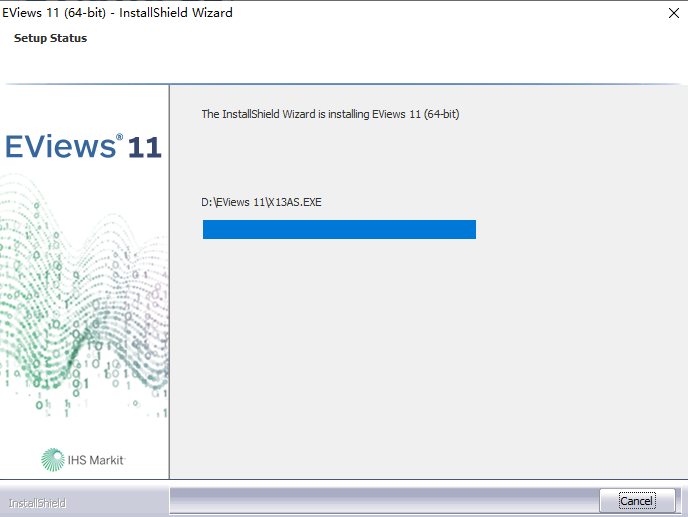 EViews 11 (64-bit) - InstallShield Wizard
Setup Status
The InstallShield Wizard is installing EViews 11 (64-bit)
EViews® 11
D:\EViews 11\X13AS.EXE
IHS Markit
InstallShield
Cancel